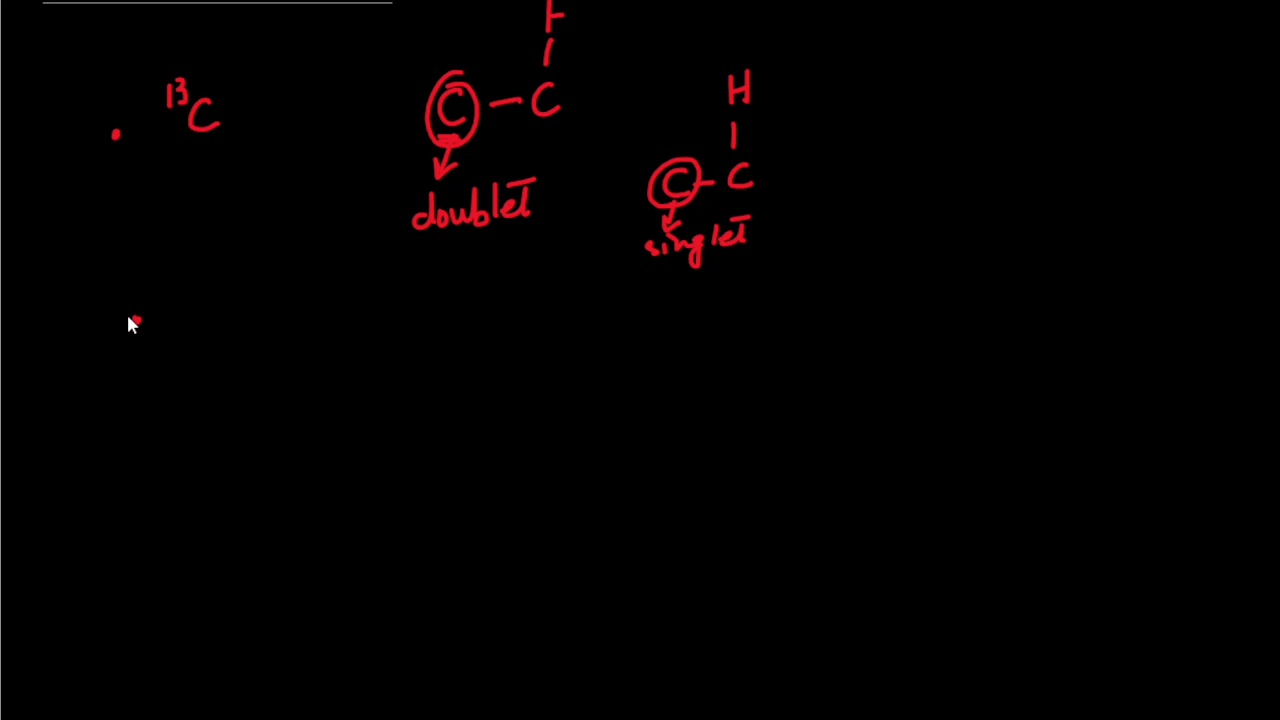 F
13C C — C
doublet
H
C - C
singlet